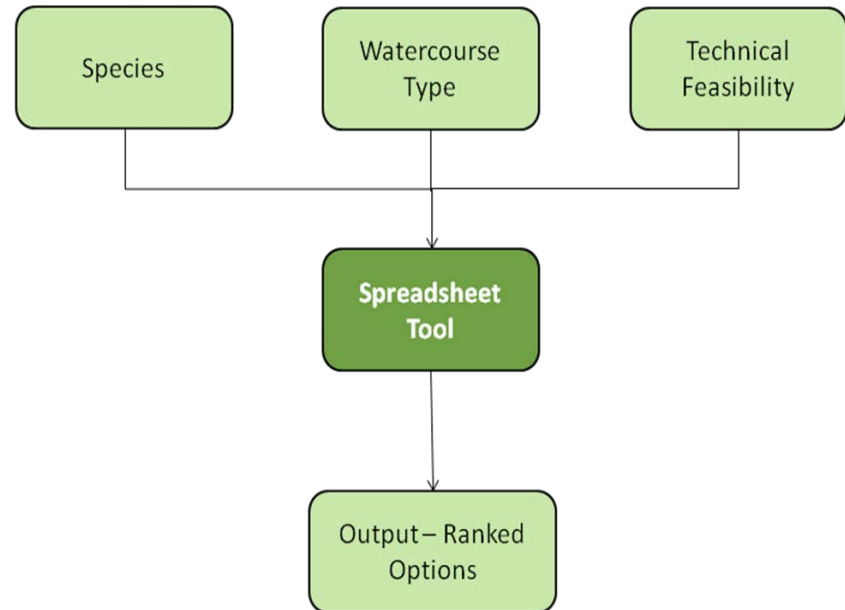 Species
Watercourse
Type
Technical
Feasibility
Spreadsheet
Tool
Output – Ranked
Options